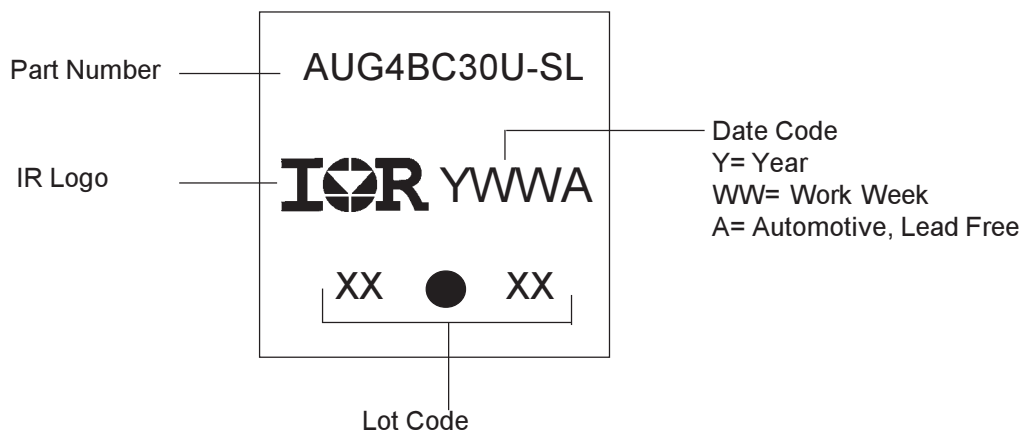 Part Number
AUG4BC30U-SL
IR Logo
IOR YWWA
Date Code
Y= Year
WW= Work Week
A= Automotive, Lead Free
XX XX
Lot Code